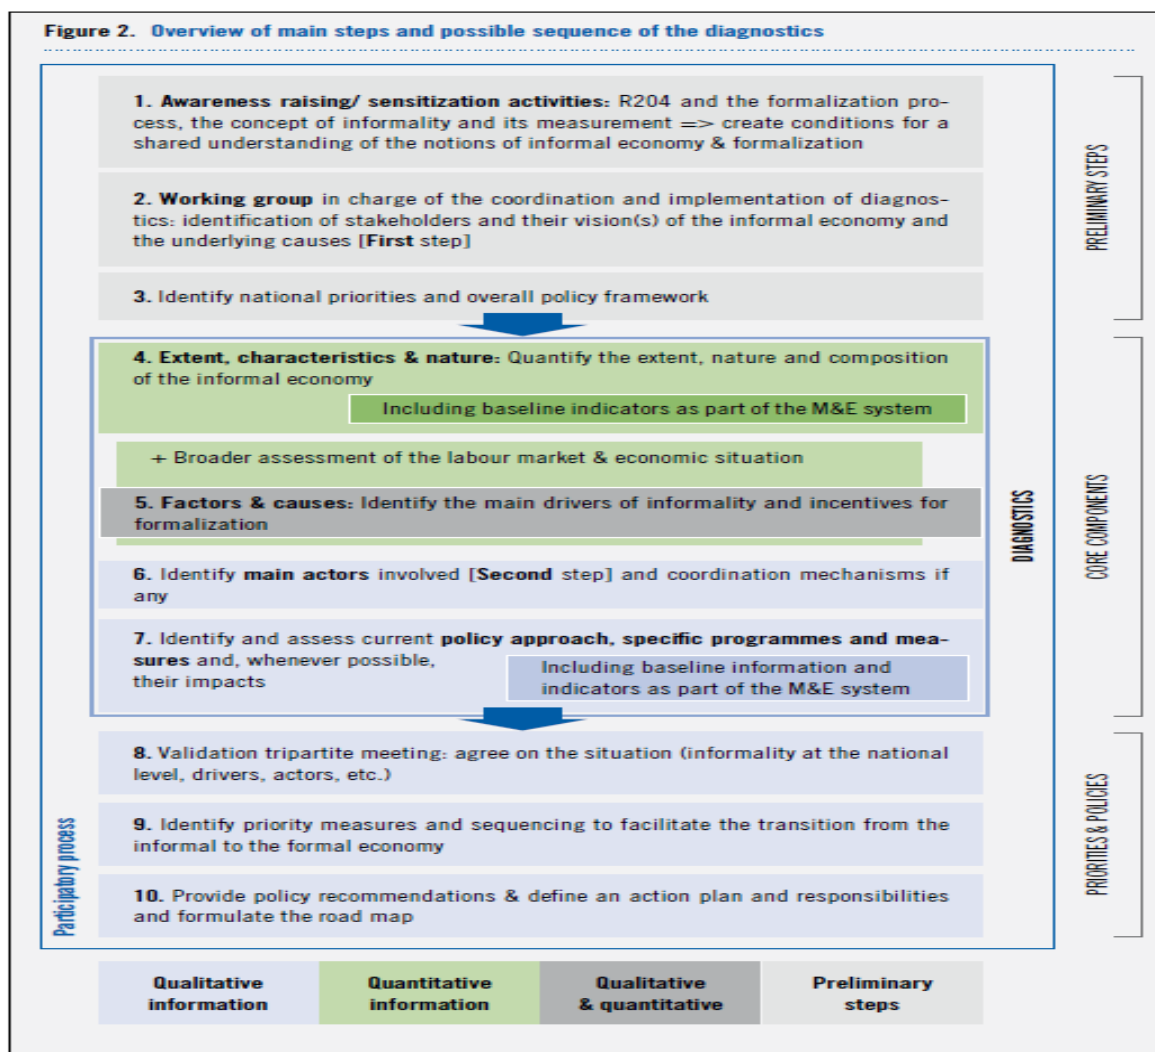 Figure 2. Overview of main steps and possible sequence of the diagnostics
1. Awareness raising/ sensitization activities: R204 and the formalization pro-
cess, the concept of informality and its measurement => create conditions for a
shared understanding of the notions of informal economy & formalization
2. Working group in charge of the coordination and implementation of diagnos-
tics: identification of stakeholders and their vision(s) of the informal economy and
the underlying causes [First step]
3. Identify national priorities and overall policy framework
PRELIMINARY STEPS
4. Extent, characteristics & nature: Quantify the extent, nature and composition
of the informal economy
Including baseline indicators as part of the M&E system
+ Broader assessment of the labour market & economic situation
5. Factors & causes: Identify the main drivers of informality and incentives for
formalization
6. Identify main actors involved [Second step] and coordination mechanisms if
any
7. Identify and assess current policy approach, specific programmes and mea-
sures and, whenever possible,
their impacts
Including baseline information and
indicators as part of the M&E system
DIAGNOSTICS
CORE COMPONENTS
8. Validation tripartite meeting: agree on the situation (informality at the national
level, drivers, actors, etc.)
9. Identify priority measures and sequencing to facilitate the transition from the
informal to the formal economy
10. Provide policy recommendations & define an action plan and responsibilities
and formulate the road map
Participatory process
PRIORITIES & POLICIES
Qualitative
information
Quantitative
information
Qualitative
& quantitative
Preliminary
steps